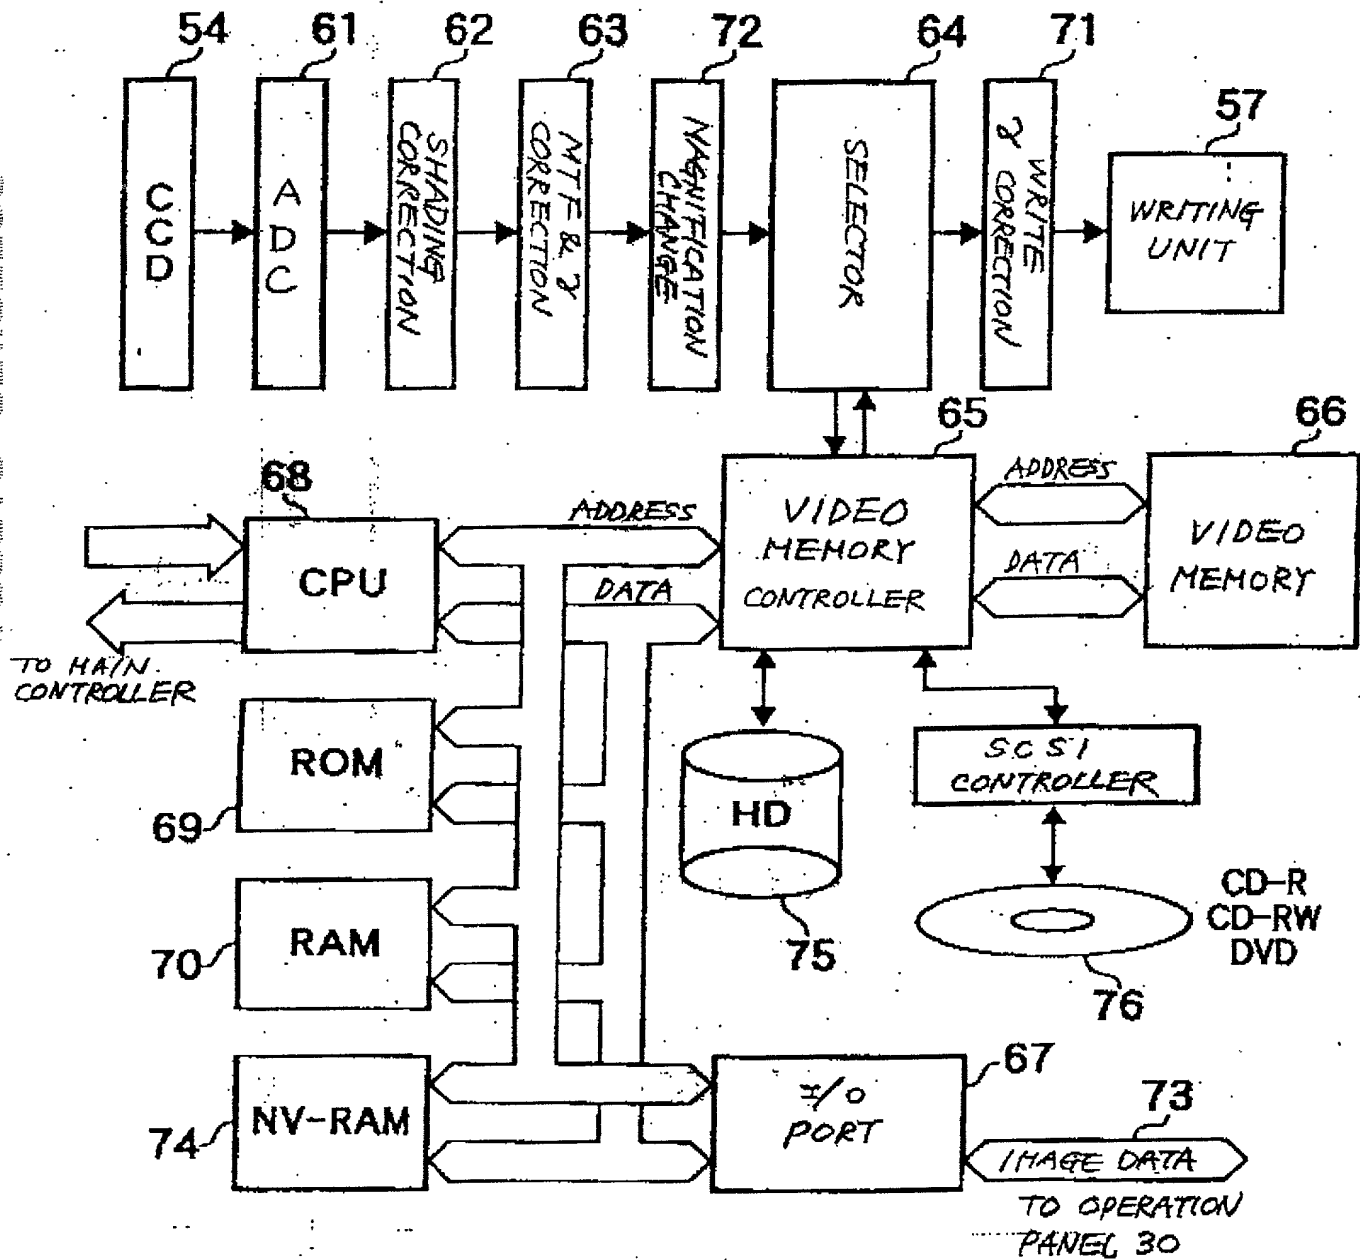 54
61
62
63
72
64
71
57
CCD
ADC
SHADING
CORRECTION
MTF & γ
CORRECTION
MAGNIFICATION
CHANGE
SELECTOR
WRITE
γ CORRECTION
WRITING
UNIT
65
66
68
ADDRESS
ADDRESS
VIDEO
MEMORY
CONTROLLER
VIDEO
MEMORY
CPU
DATA
DATA
TO MAIN
CONTROLLER
ROM
69
SCSI
CONTROLLER
HD
75
CD-R
CD-RW
DVD
76
RAM
70
67
I/O
PORT
73
NV-RAM
74
IMAGE DATA
TO OPERATION
PANEL 30